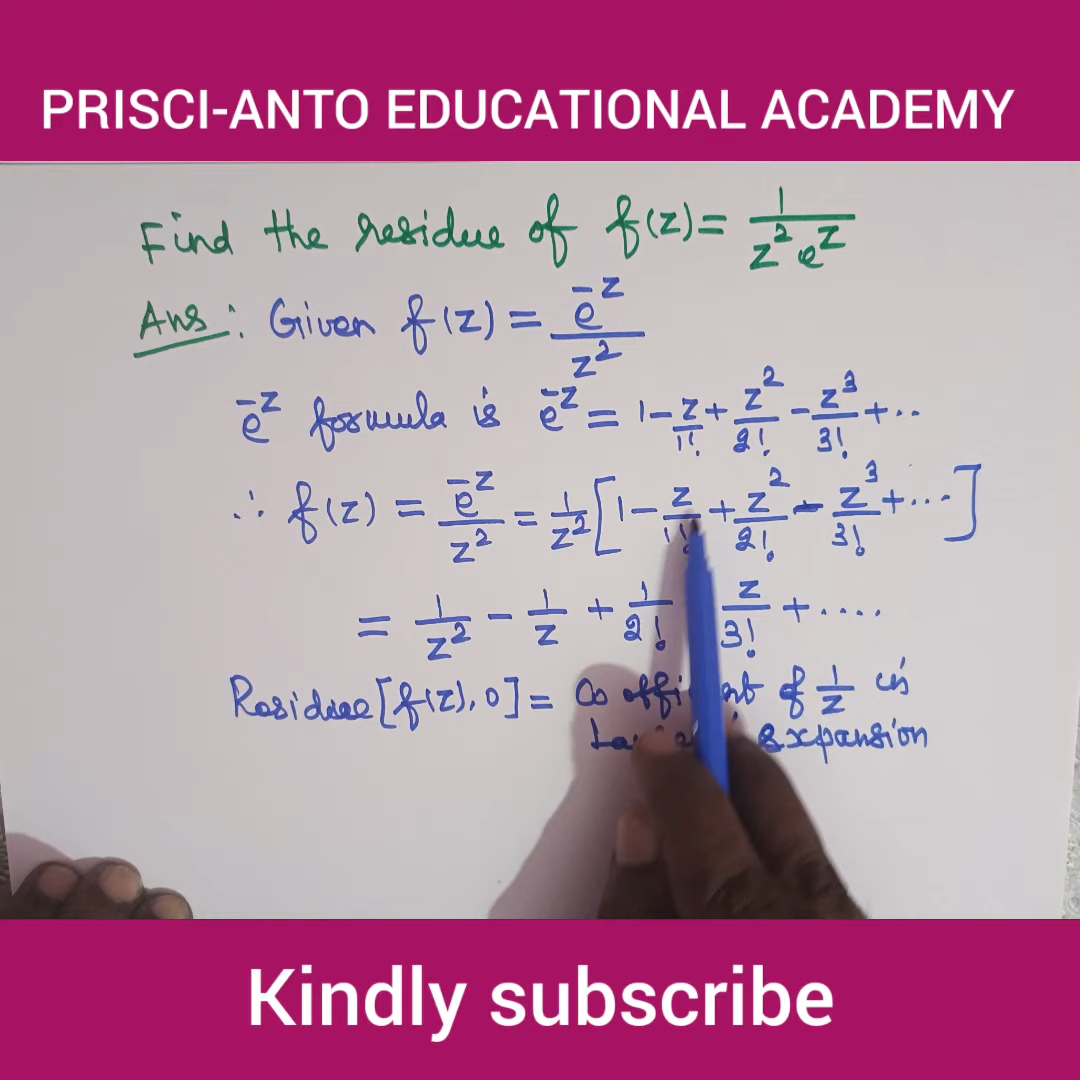 PRISCI-ANTO EDUCATIONAL ACADEMY
Find the residue of f(z) = 1/(z² e^z)
Ans: Given f(z) = e^-z / z²
e^-z formula is e^-z = 1 - z/1! + z²/2! - z³/3! + ..
∴ f(z) = e^-z / z² = 1/z² [1 - z/1! + z²/2! - z³/3! + ....]
= 1/z² - 1/z + 1/2! z/3! + ....
Residue [f(z), 0] = of 1/z in
expansion
Kindly subscribe